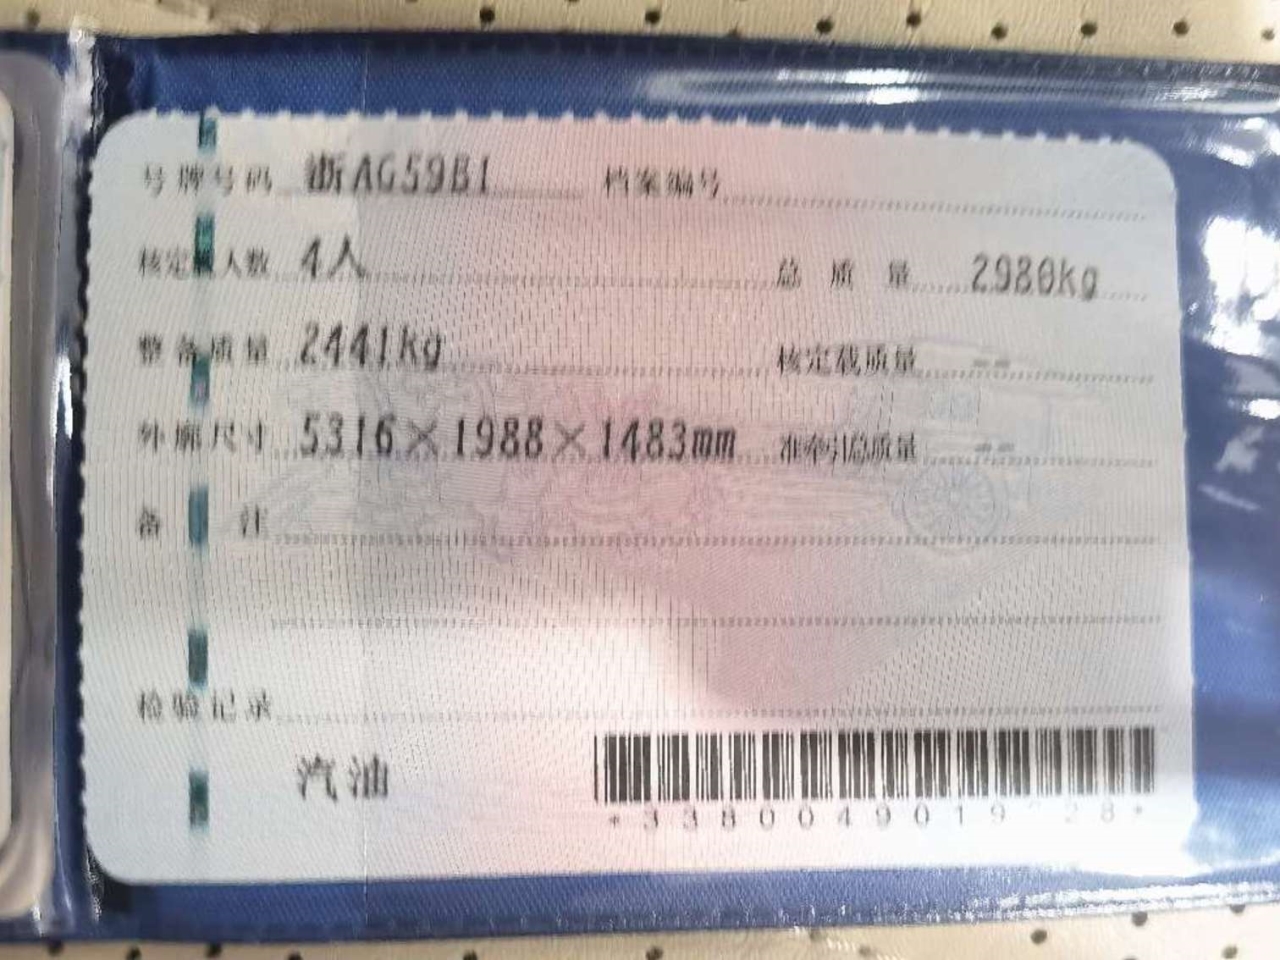 号牌号码 浙AG59B1 档案编号
核定载人数 4人 总质量 2980kg
整备质量 2441kg 核定载质量 --
外廓尺寸 5316×1988×1483mm 准牵引总质量 --
备注
检验记录
汽油